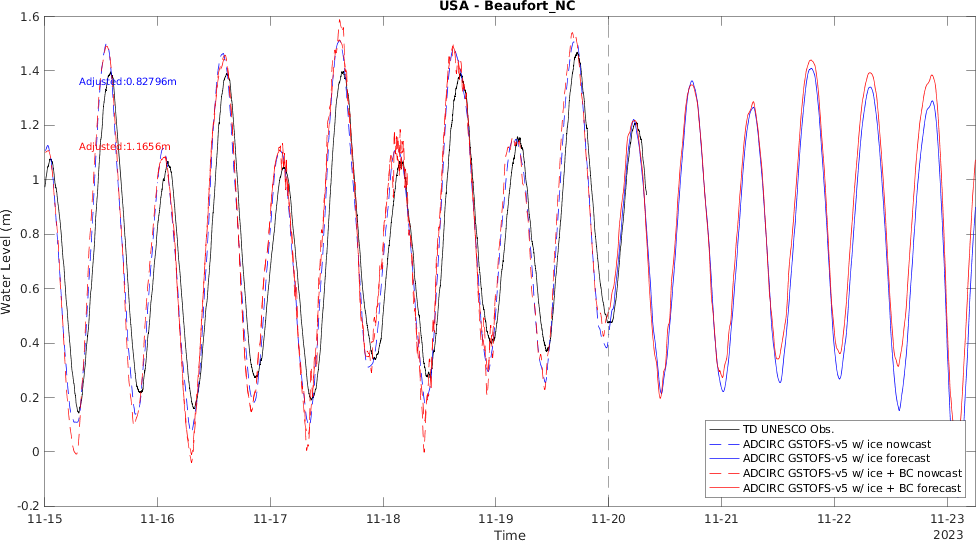 USA - Beaufort_NC
Water Level (m)
1.6
1.4
1.2
1
0.8
0.6
0.4
0.2
0
-0.2
Adjusted:0.82796m
Adjusted:1.1656m
TD UNESCO Obs.
ADCIRC GSTOFS-v5 w/ ice nowcast
ADCIRC GSTOFS-v5 w/ ice forecast
ADCIRC GSTOFS-v5 w/ ice + BC nowcast
ADCIRC GSTOFS-v5 w/ ice + BC forecast
11-15 11-16 11-17 11-18 11-19 11-20 11-21 11-22 11-23
2023
Time